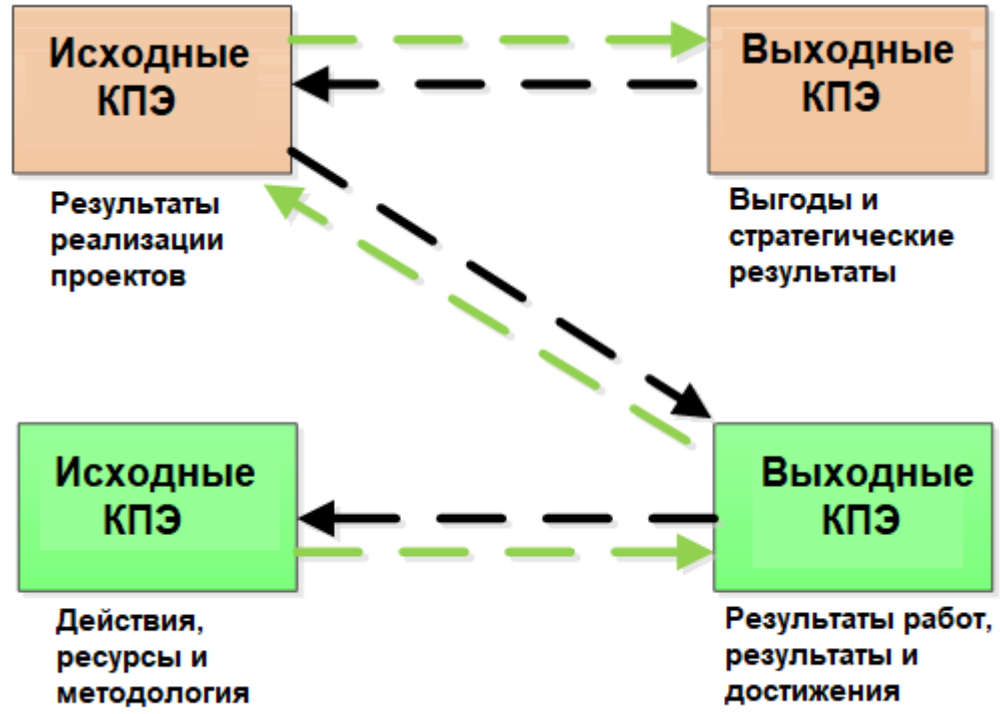 Исходные
КПЭ
Выходные
КПЭ
Результаты
реализации
проектов
Выгоды и
стратегические
результаты
Исходные
КПЭ
Выходные
КПЭ
Действия,
ресурсы и
методология
Результаты работ,
результаты и
достижения